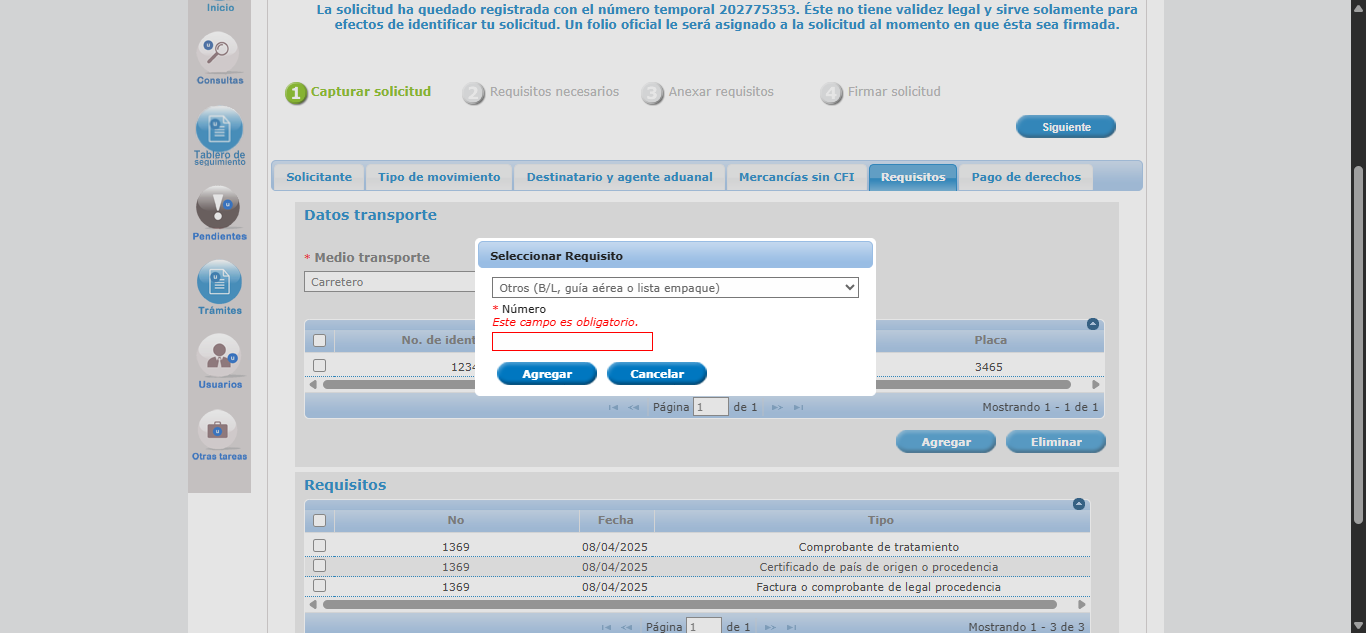 Inicio
La solicitud ha quedado registrada con el número temporal 202775353. Éste no tiene validez legal y sirve solamente para
efectos de identificar tu solicitud. Un folio oficial le será asignado a la solicitud al momento en que ésta sea firmada.
Consultas
1 Capturar solicitud
2 Requisitos necesarios
3 Anexar requisitos
4 Firmar solicitud
Siguiente
Tablero de
seguimiento
Solicitante
Tipo de movimiento
Destinatario y agente aduanal
Mercancías sin CFI
Requisitos
Pago de derechos
Datos transporte
Pendientes
* Medio transporte
Carretero
Seleccionar Requisito
Otros (B/L, guía aérea o lista empaque)
* Número
Este campo es obligatorio.
Agregar
Cancelar
Trámites
No. de ident
Placa
1234
3465
Usuarios
Página 1 de 1
Mostrando 1 - 1 de 1
Agregar
Eliminar
Otras tareas
Requisitos
No Fecha Tipo
1369 08/04/2025 Comprobante de tratamiento
1369 08/04/2025 Certificado de país de origen o procedencia
1369 08/04/2025 Factura o comprobante de legal procedencia
Página 1 de 1
Mostrando 1 - 3 de 3